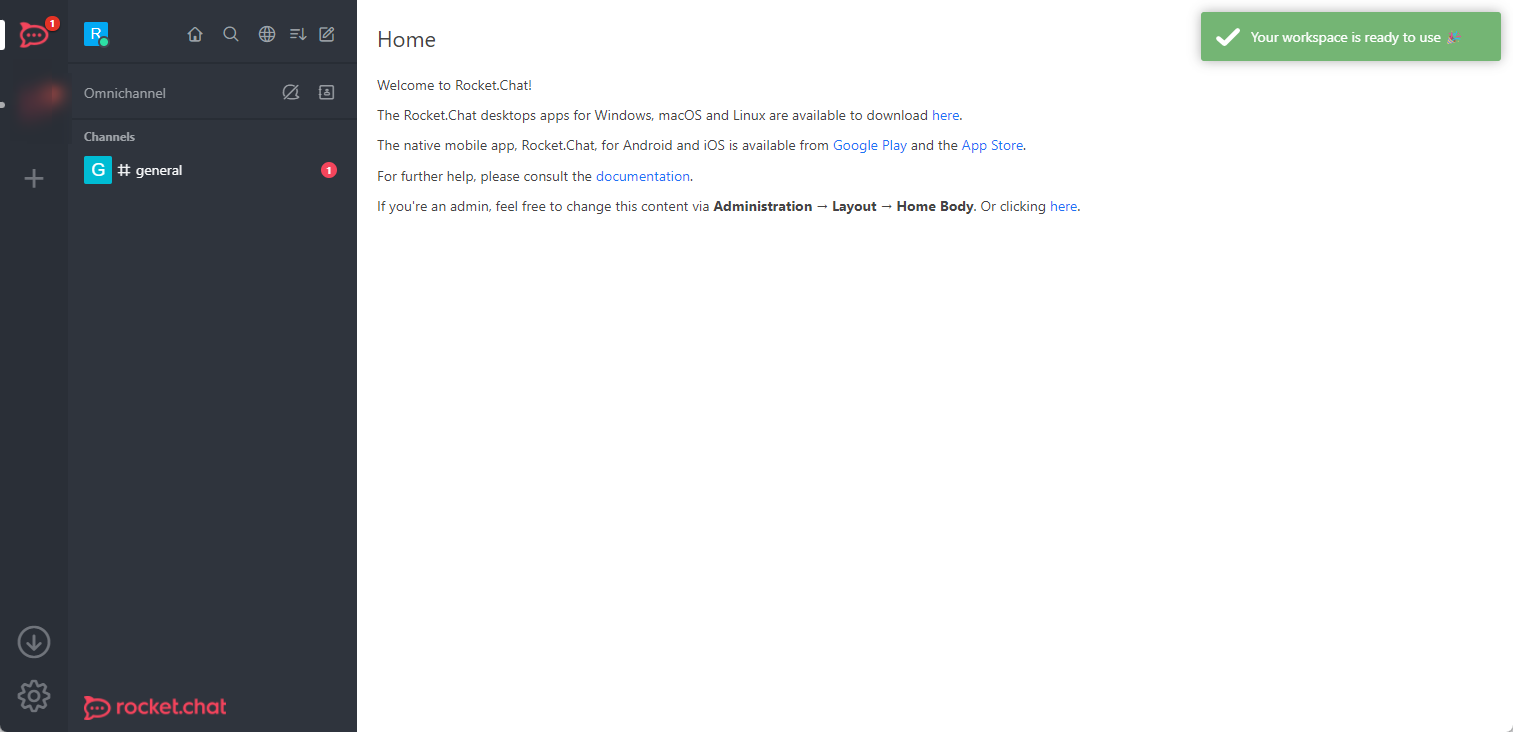 1
R
Home
Your workspace is ready to use 🎉
Omnichannel
Welcome to Rocket.Chat!
The Rocket.Chat desktops apps for Windows, macOS and Linux are available to download here.
Channels
The native mobile app, Rocket.Chat, for Android and iOS is available from Google Play and the App Store.
G # general 1
For further help, please consult the documentation.
If you're an admin, feel free to change this content via Administration → Layout → Home Body. Or clicking here.
rocket.chat